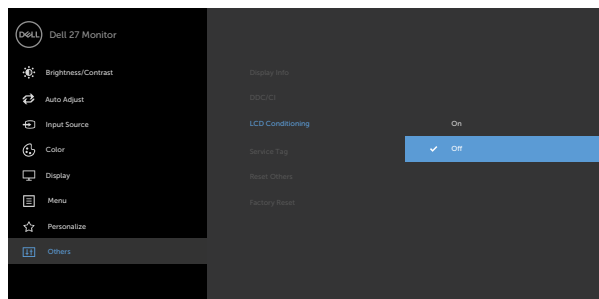 DELL Dell 27 Monitor
Brightness/Contrast
Auto Adjust
Input Source
Color
Display
Menu
Personalize
Others
Display Info
DDC/CI
LCD Conditioning
Service Tag
Reset Others
Factory Reset
On
Off